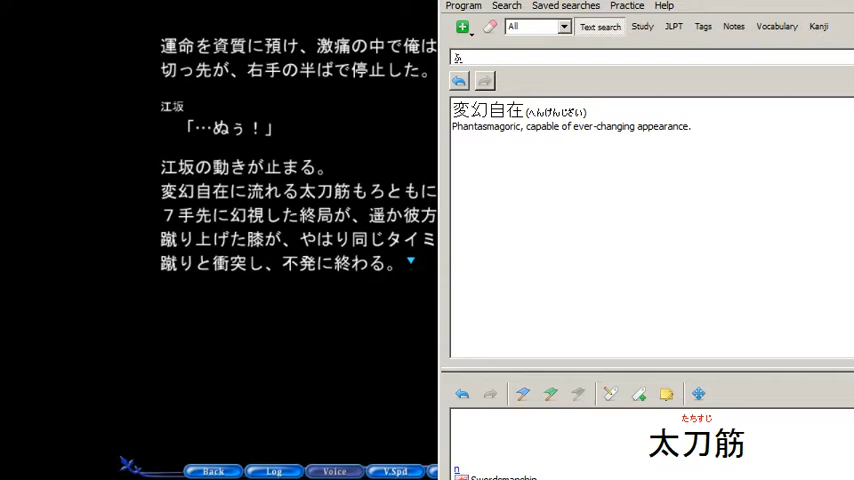 Program Search Saved searches Practice Help
All Text search Study JLPT Tags Notes Vocabulary Kanji
あ
運命を資質に預け、激痛の中で俺は
切っ先が、右手の半ばで停止した。
江坂
「…ぬぅ！」
江坂の動きが止まる。
変幻自在に流れる太刀筋もろともに
７手先に幻視した終局が、遥か彼方
蹴り上げた膝が、やはり同じタイミ
蹴りと衝突し、不発に終わる。
Back Log Voice V.Spd
変幻自在(へんげんじざい)
Phantasmagoric, capable of ever-changing appearance.
たちすじ
太刀筋
n
Swordsmanship